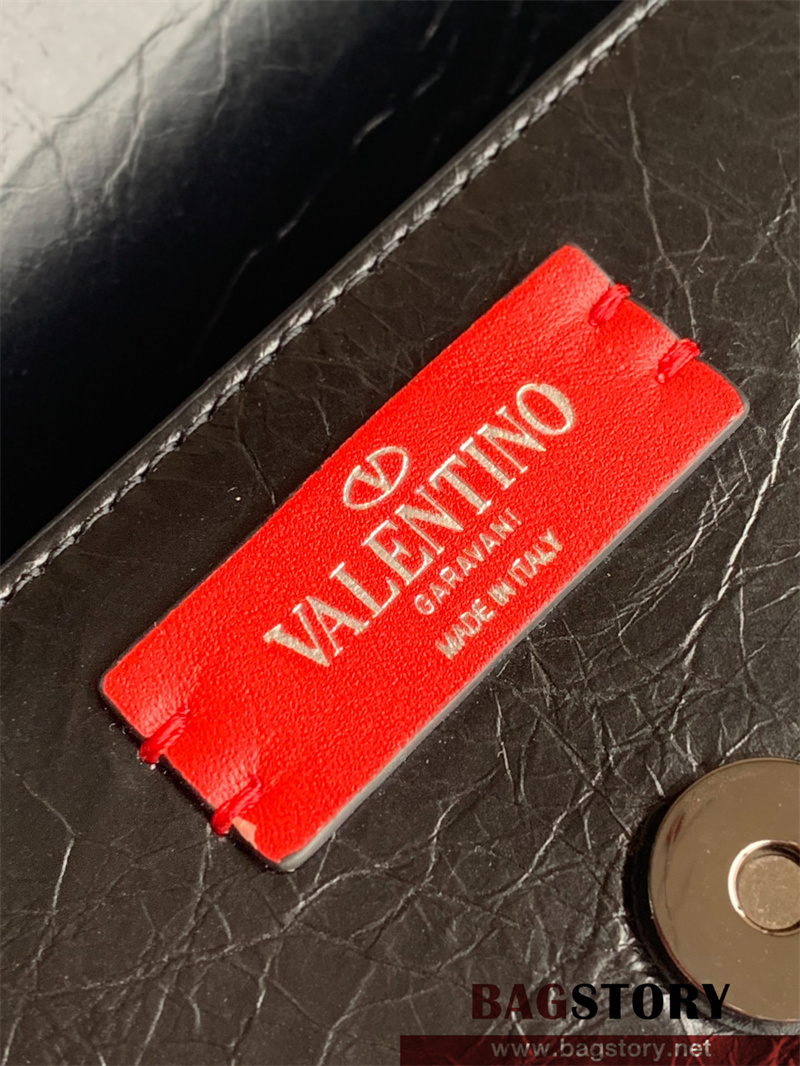 V
VALENTINO
GARAVANI
MADE IN ITALY
BAGSTORY
www.bagstory.net